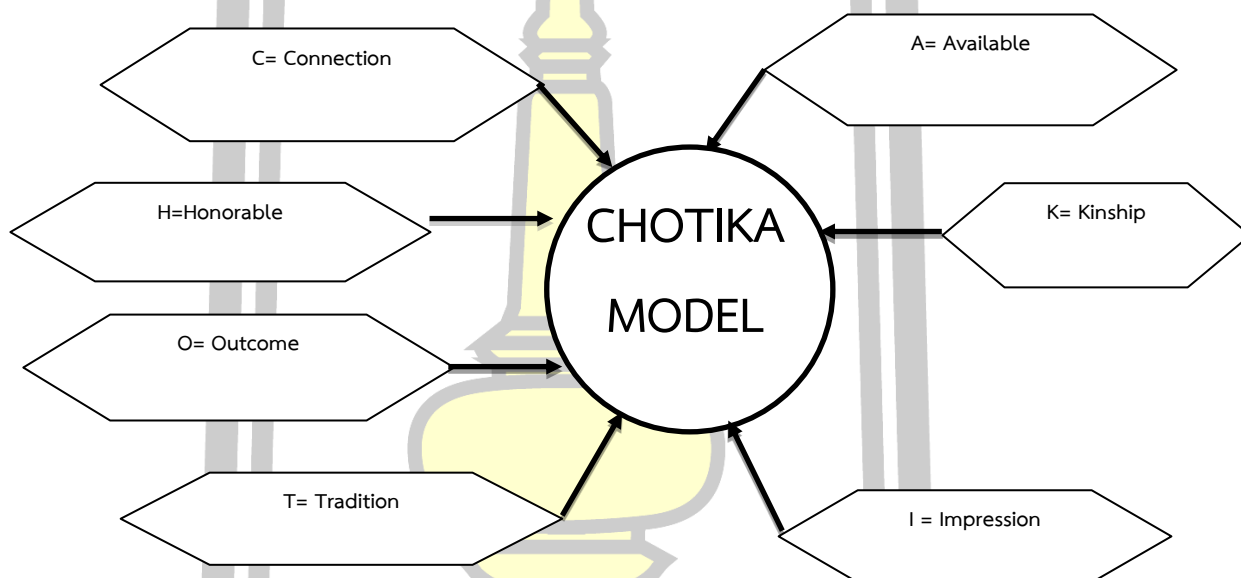 C= Connection
H=Honorable
O= Outcome
T= Tradition
I = Impression
K= Kinship
A= Available
CHOTIKA
MODEL